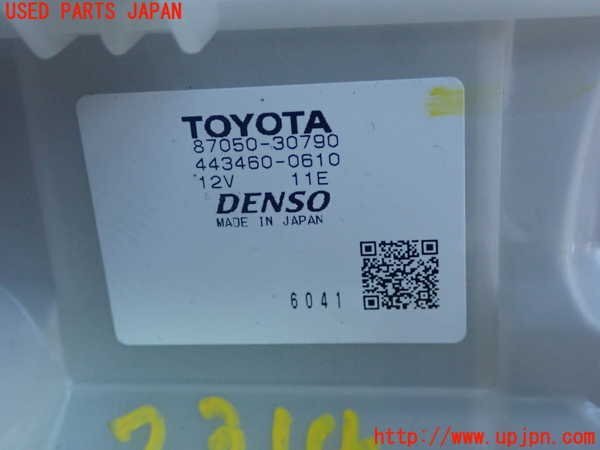 USED PARTS JAPAN
TOYOTA
87050-30790
443460-0610
12V 11E
DENSO
MADE IN JAPAN
6041
http://www.upjpn.com/